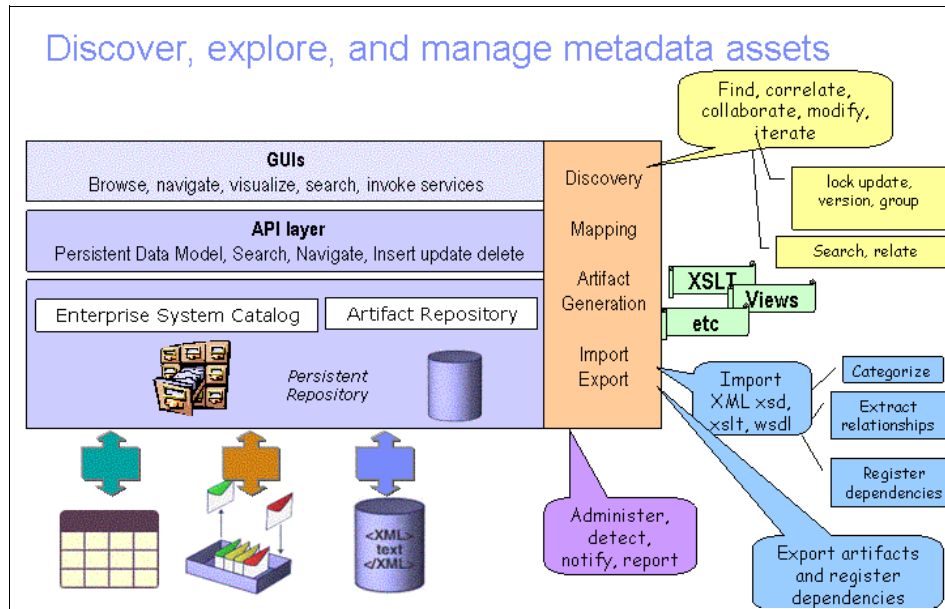 Discover, explore, and manage metadata assets
Find, correlate,
collaborate, modify,
iterate
GUIs
Browse, navigate, visualize, search, invoke services
Discovery
lock update,
version, group
API layer
Persistent Data Model, Search, Navigate, Insert update delete
Mapping
Search, relate
Enterprise System Catalog
Artifact Repository
Persistent
Repository
Artifact
Generation
XSLT
Views
etc
Import
Export
Import
XML xsd,
xslt, wsdl
Categorize
Extract
relationships
Register
dependencies
<XML>
text
</XML>
Administer,
detect,
notify, report
Export artifacts
and register
dependencies